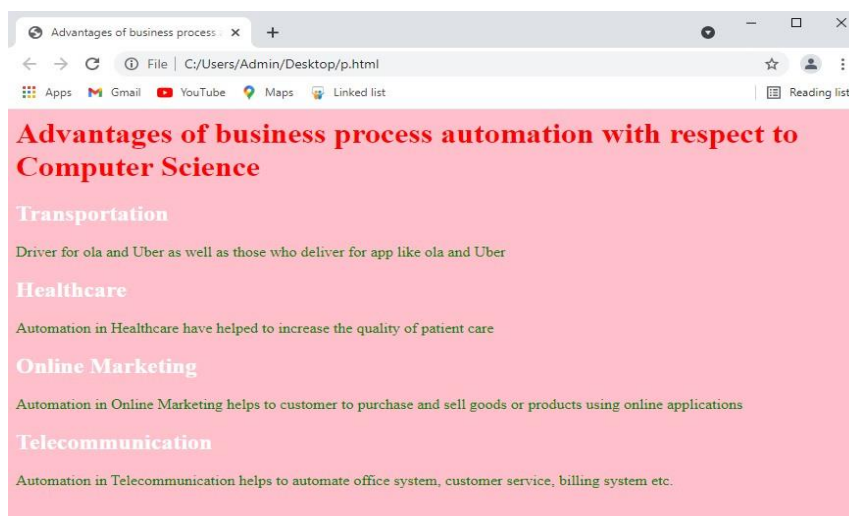 Advantages of business process
File | C:/Users/Admin/Desktop/p.html
Apps Gmail YouTube Maps Linked list Reading list
Advantages of business process automation with respect to
Computer Science
Transportation
Driver for ola and Uber as well as those who deliver for app like ola and Uber
Healthcare
Automation in Healthcare have helped to increase the quality of patient care
Online Marketing
Automation in Online Marketing helps to customer to purchase and sell goods or products using online applications
Telecommunication
Automation in Telecommunication helps to automate office system, customer service, billing system etc.